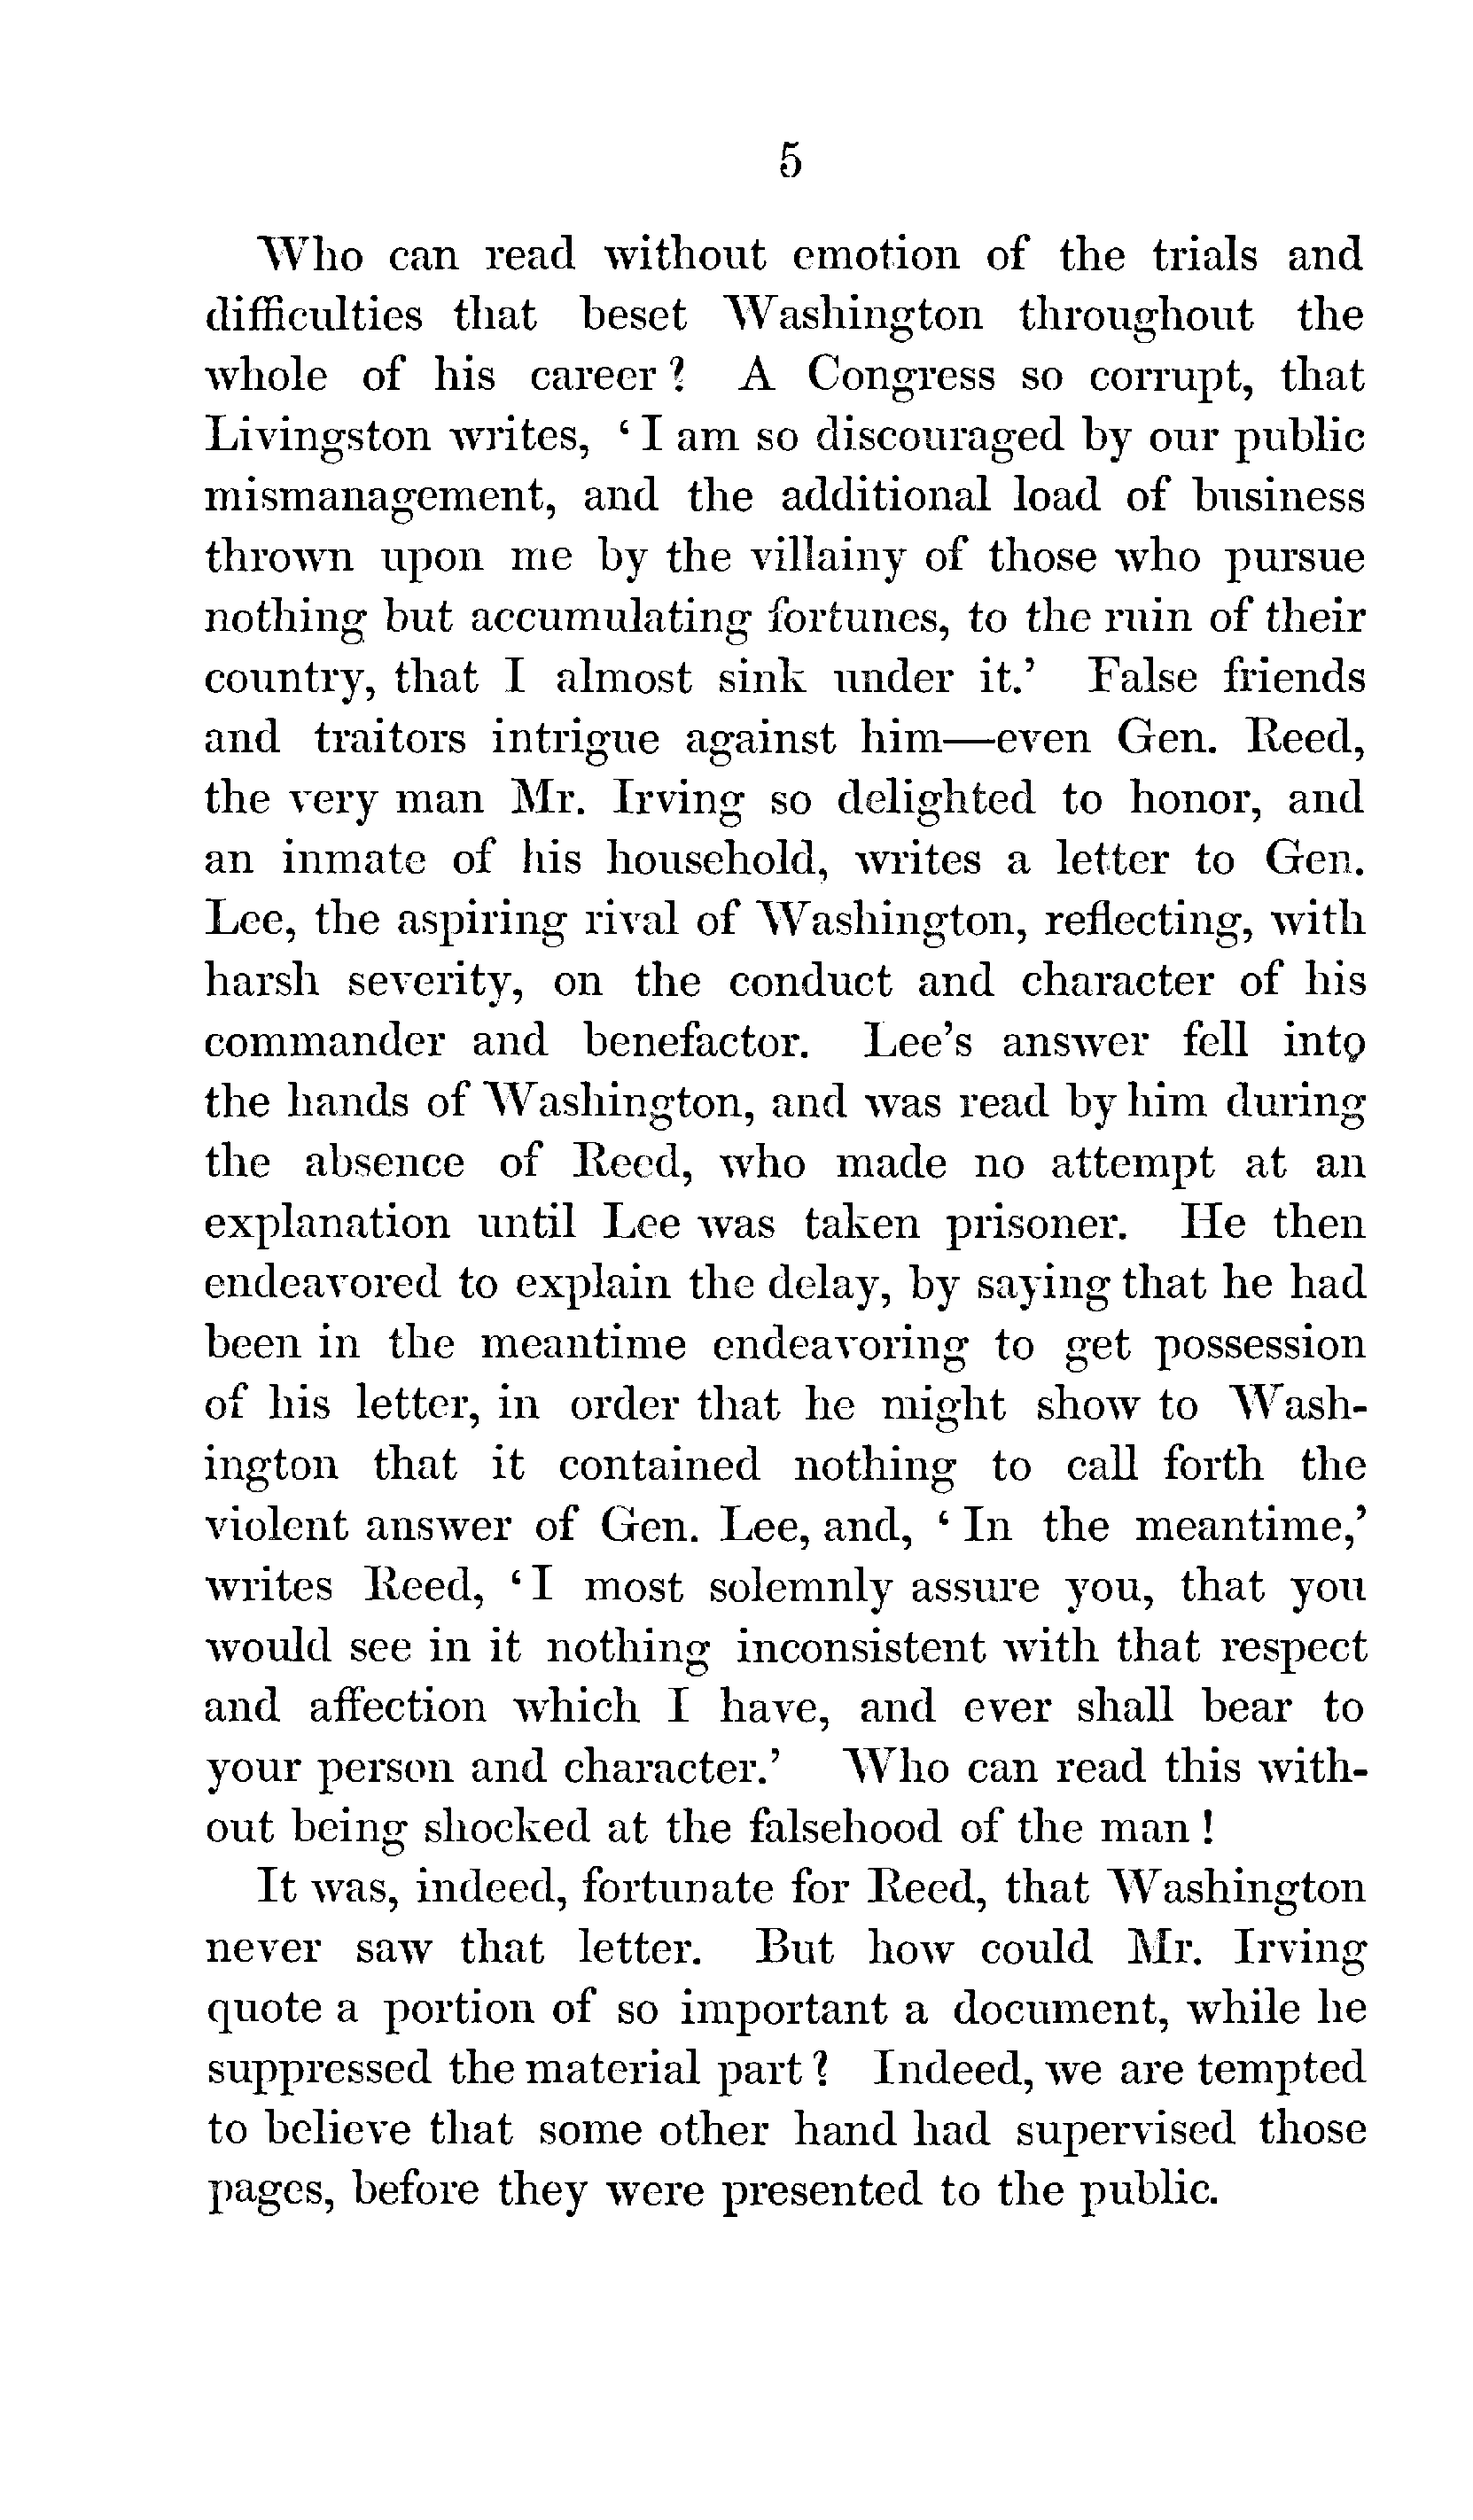 5
Who can read without emotion of the trials and
difficulties that beset Washington throughout the
whole of his career? A Congress so corrupt, that
Livingston writes, ‘I am so discouraged by our public
mismanagement, and the additional load of business
thrown upon me by the villainy of those who pursue
nothing but accumulating fortunes, to the ruin of their
country, that I almost sink under it.’ False friends
and traitors intrigue against him—even Gen. Reed,
the very man Mr. Irving so delighted to honor, and
an inmate of his household, writes a letter to Gen.
Lee, the aspiring rival of Washington, reflecting, with
harsh severity, on the conduct and character of his
commander and benefactor. Lee’s answer fell into
the hands of Washington, and was read by him during
the absence of Reed, who made no attempt at an
explanation until Lee was taken prisoner. He then
endeavored to explain the delay, by saying that he had
been in the meantime endeavoring to get possession
of his letter, in order that he might show to Wash-
ington that it contained nothing to call forth the
violent answer of Gen. Lee, and, ‘In the meantime,’
writes Reed, ‘I most solemnly assure you, that you
would see in it nothing inconsistent with that respect
and affection which I have, and ever shall bear to
your person and character.’ Who can read this with-
out being shocked at the falsehood of the man!
It was, indeed, fortunate for Reed, that Washington
never saw that letter. But how could Mr. Irving
quote a portion of so important a document, while he
suppressed the material part? Indeed, we are tempted
to believe that some other hand had supervised those
pages, before they were presented to the public.